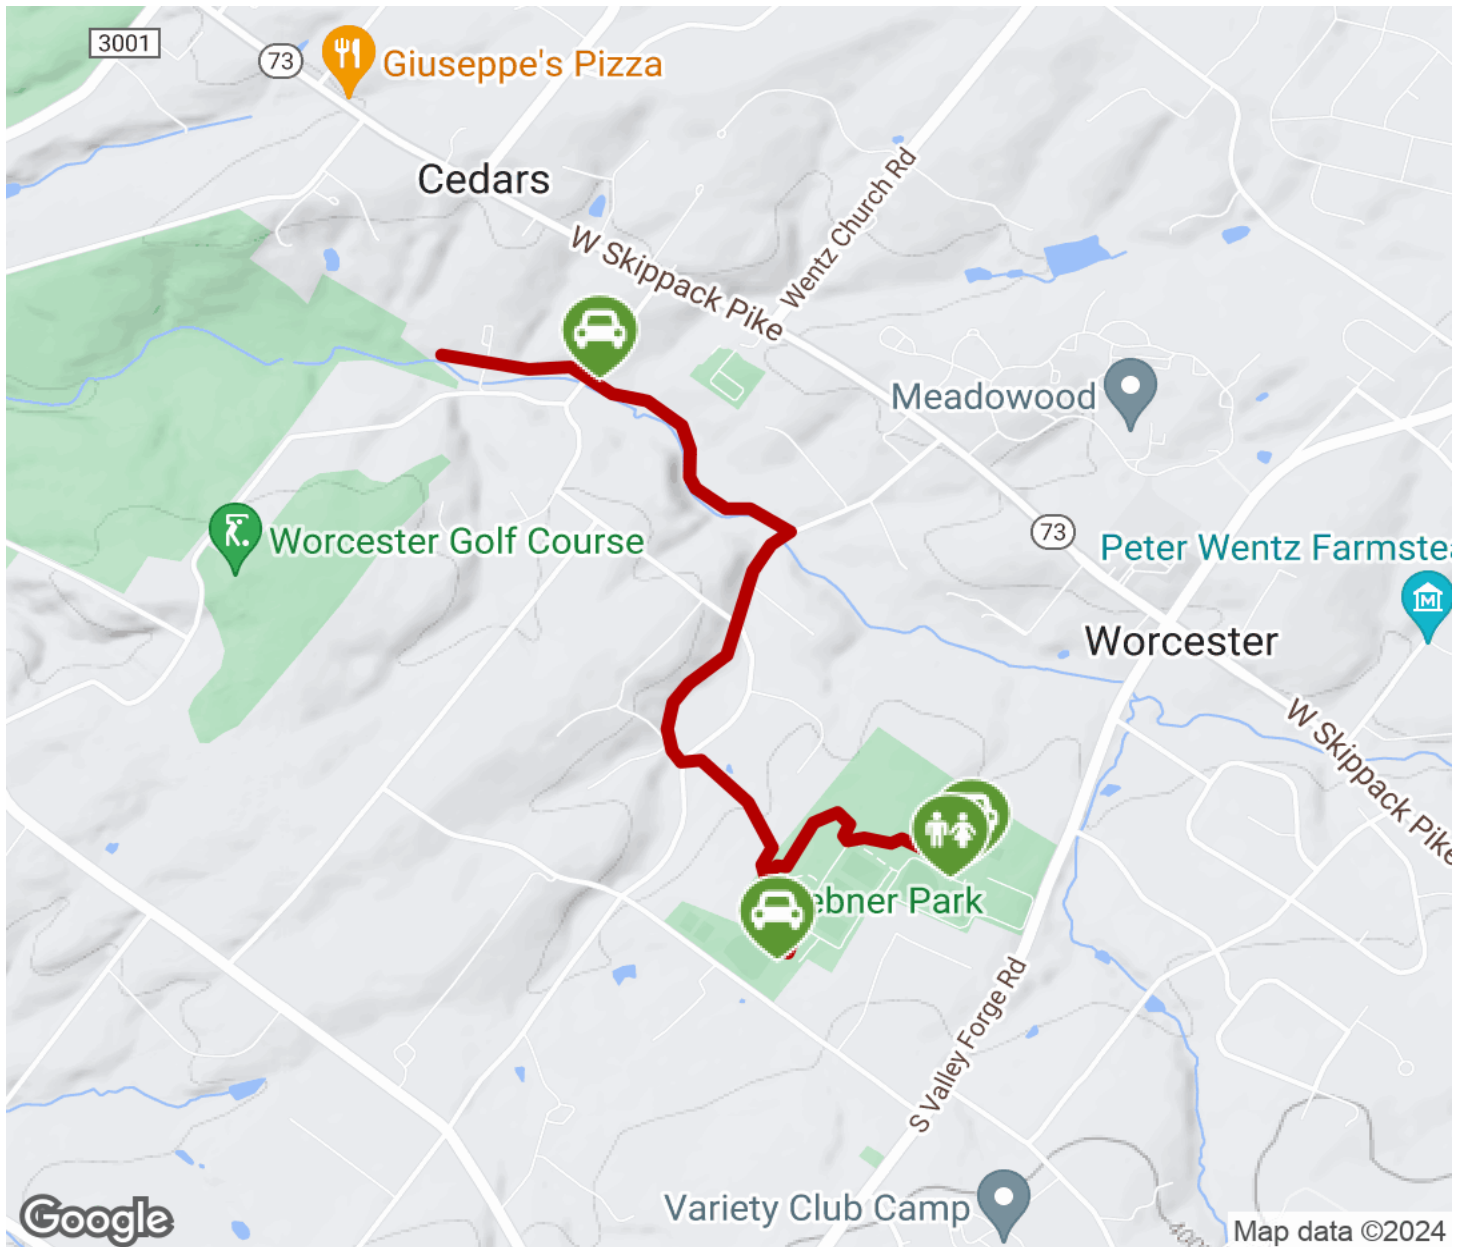 3001
73
Giuseppe's Pizza
Cedars
Wentz Church Rd
W Skippack Pike
Meadowood
Worcester Golf Course
73
Peter Wentz Farmste
Worcester
W Skippack Pike
ebner Park
S Valley Forge Rd
Variety Club Camp
Google
Map data ©2024